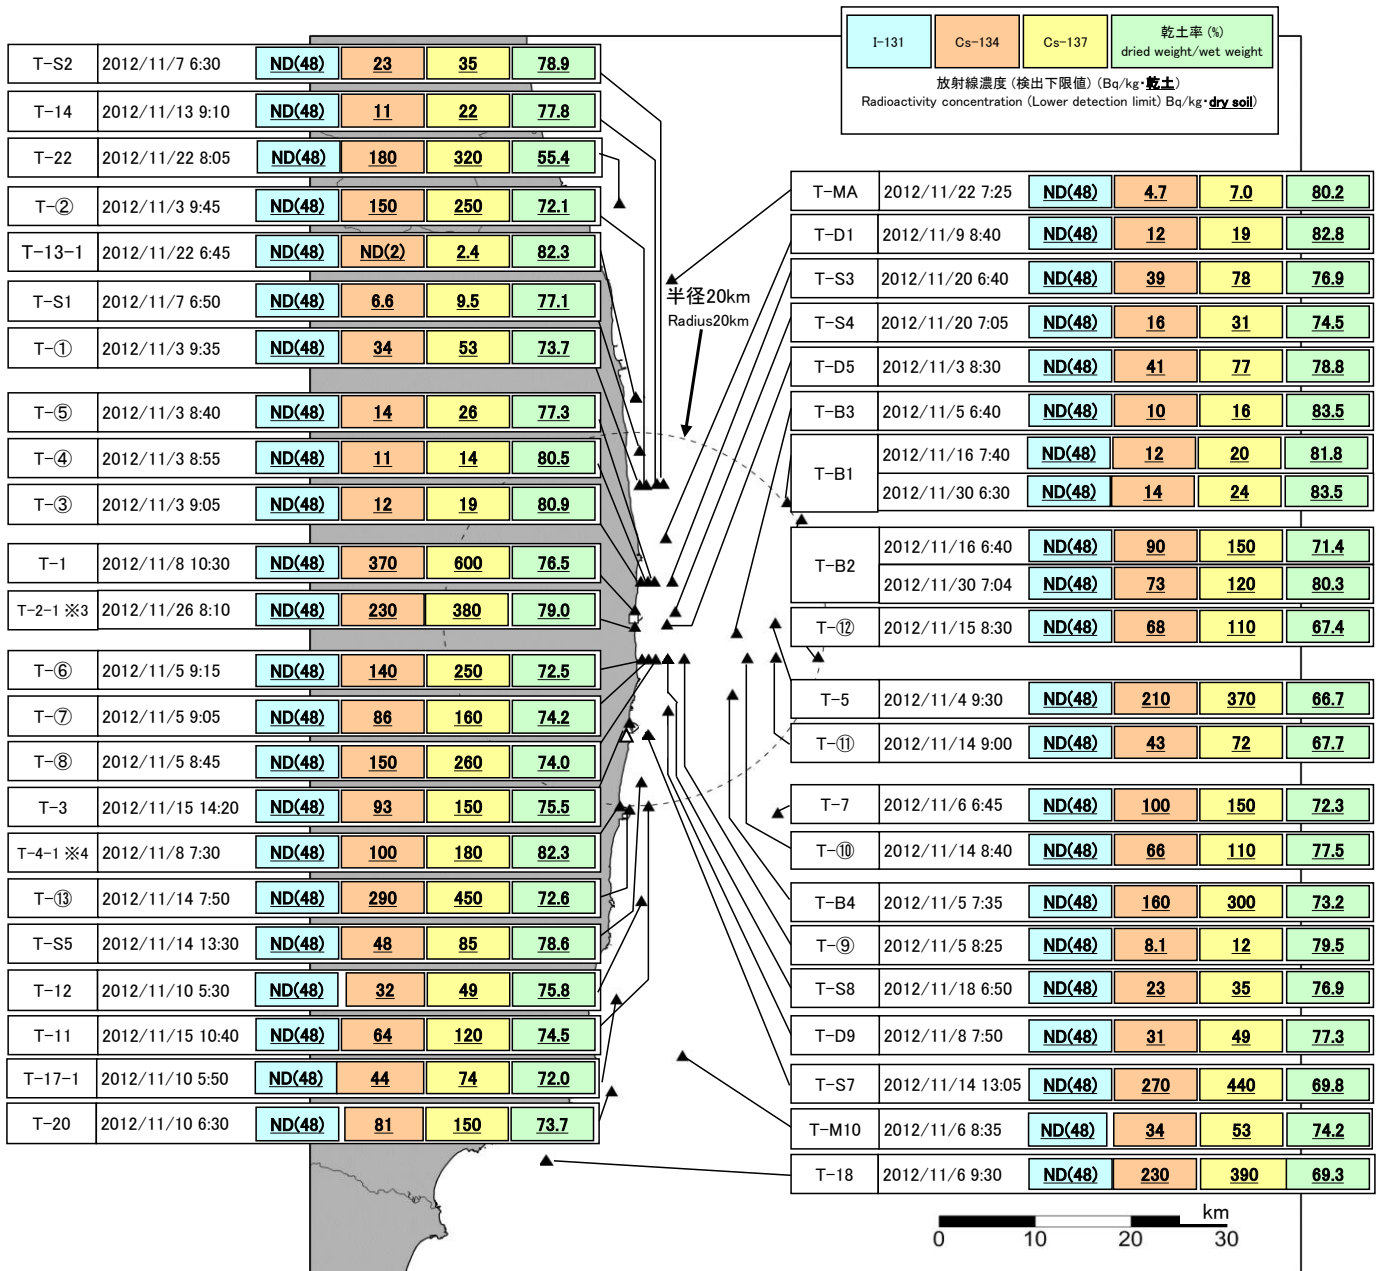 I-131 Cs-134 Cs-137 乾土率 (%)
dried weight/wet weight
放射線濃度 (検出下限値) (Bq/kg・乾土)
Radioactivity concentration (Lower detection limit) Bq/kg・dry soil)
T-S2 2012/11/7 6:30 ND(48) 23 35 78.9
T-14 2012/11/13 9:10 ND(48) 11 22 77.8
T-22 2012/11/22 8:05 ND(48) 180 320 55.4
T-② 2012/11/3 9:45 ND(48) 150 250 72.1
T-13-1 2012/11/22 6:45 ND(48) ND(2) 2.4 82.3
T-S1 2012/11/7 6:50 ND(48) 6.6 9.5 77.1
T-① 2012/11/3 9:35 ND(48) 34 53 73.7
T-⑤ 2012/11/3 8:40 ND(48) 14 26 77.3
T-④ 2012/11/3 8:55 ND(48) 11 14 80.5
T-③ 2012/11/3 9:05 ND(48) 12 19 80.9
T-1 2012/11/8 10:30 ND(48) 370 600 76.5
T-2-1 ※3 2012/11/26 8:10 ND(48) 230 380 79.0
T-⑥ 2012/11/5 9:15 ND(48) 140 250 72.5
T-⑦ 2012/11/5 9:05 ND(48) 86 160 74.2
T-⑧ 2012/11/5 8:45 ND(48) 150 260 74.0
T-3 2012/11/15 14:20 ND(48) 93 150 75.5
T-4-1 ※4 2012/11/8 7:30 ND(48) 100 180 82.3
T-⑬ 2012/11/14 7:50 ND(48) 290 450 72.6
T-S5 2012/11/14 13:30 ND(48) 48 85 78.6
T-12 2012/11/10 5:30 ND(48) 32 49 75.8
T-11 2012/11/15 10:40 ND(48) 64 120 74.5
T-17-1 2012/11/10 5:50 ND(48) 44 74 72.0
T-20 2012/11/10 6:30 ND(48) 81 150 73.7
半径20km
Radius20km
T-MA 2012/11/22 7:25 ND(48) 4.7 7.0 80.2
T-D1 2012/11/9 8:40 ND(48) 12 19 82.8
T-S3 2012/11/20 6:40 ND(48) 39 78 76.9
T-S4 2012/11/20 7:05 ND(48) 16 31 74.5
T-D5 2012/11/3 8:30 ND(48) 41 77 78.8
T-B3 2012/11/5 6:40 ND(48) 10 16 83.5
T-B1 2012/11/16 7:40 ND(48) 12 20 81.8
2012/11/30 6:30 ND(48) 14 24 83.5
T-B2 2012/11/16 6:40 ND(48) 90 150 71.4
2012/11/30 7:04 ND(48) 73 120 80.3
T-⑫ 2012/11/15 8:30 ND(48) 68 110 67.4
T-5 2012/11/4 9:30 ND(48) 210 370 66.7
T-⑪ 2012/11/14 9:00 ND(48) 43 72 67.7
T-7 2012/11/6 6:45 ND(48) 100 150 72.3
T-⑩ 2012/11/14 8:40 ND(48) 66 110 77.5
T-B4 2012/11/5 7:35 ND(48) 160 300 73.2
T-⑨ 2012/11/5 8:25 ND(48) 8.1 12 79.5
T-S8 2012/11/18 6:50 ND(48) 23 35 76.9
T-D9 2012/11/8 7:50 ND(48) 31 49 77.3
T-S7 2012/11/14 13:05 ND(48) 270 440 69.8
T-M10 2012/11/6 8:35 ND(48) 34 53 74.2
T-18 2012/11/6 9:30 ND(48) 230 390 69.3
km
0 10 20 30